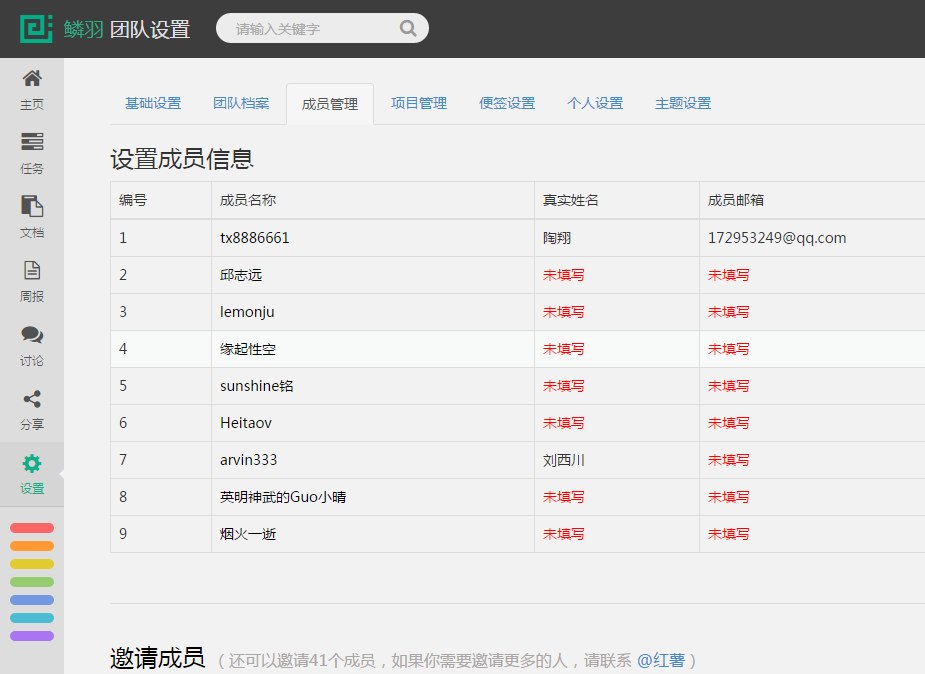 鳞羽 团队设置
请输入关键字
主页
任务
文档
周报
讨论
分享
设置
基础设置 团队档案 成员管理 项目管理 便签设置 个人设置 主题设置
设置成员信息
编号 成员名称 真实姓名 成员邮箱
1 tx8886661 陶翔 172953249@qq.com
2 邱志远 未填写 未填写
3 lemonju 未填写 未填写
4 缘起性空 未填写 未填写
5 sunshine铭 未填写 未填写
6 Heitaov 未填写 未填写
7 arvin333 刘西川 未填写
8 英明神武的Guo小晴 未填写 未填写
9 烟火一逝 未填写 未填写
邀请成员 ( 还可以邀请41个成员，如果你需要邀请更多的人，请联系 @红薯 )